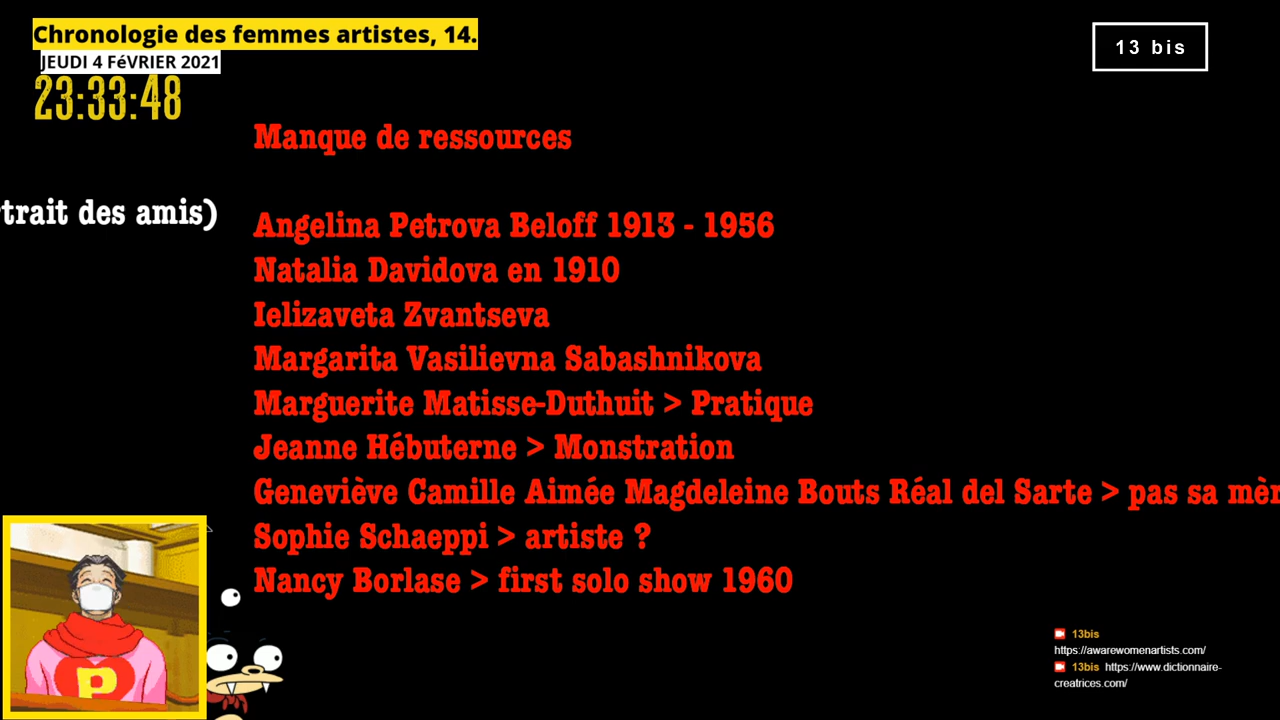 Chronologie des femmes artistes, 14.
13 bis
JEUDI 4 FéVRIER 2021
23:33:48
Manque de ressources
trait des amis)
Angelina Petrova Beloff 1913 - 1956
Natalia Davidova en 1910
Ielizaveta Zvantseva
Margarita Vasilievna Sabashnikova
Marguerite Matisse-Duthuit > Pratique
Jeanne Hébuterne > Monstration
Geneviève Camille Aimée Magdeleine Bouts Réal del Sarte > pas sa
Sophie Schaeppi > artiste ?
Nancy Borlase > first solo show 1960
P
13bis
https://awarewomenartists.com/
13bis https://www.dictionnaire-
creatrices.com/